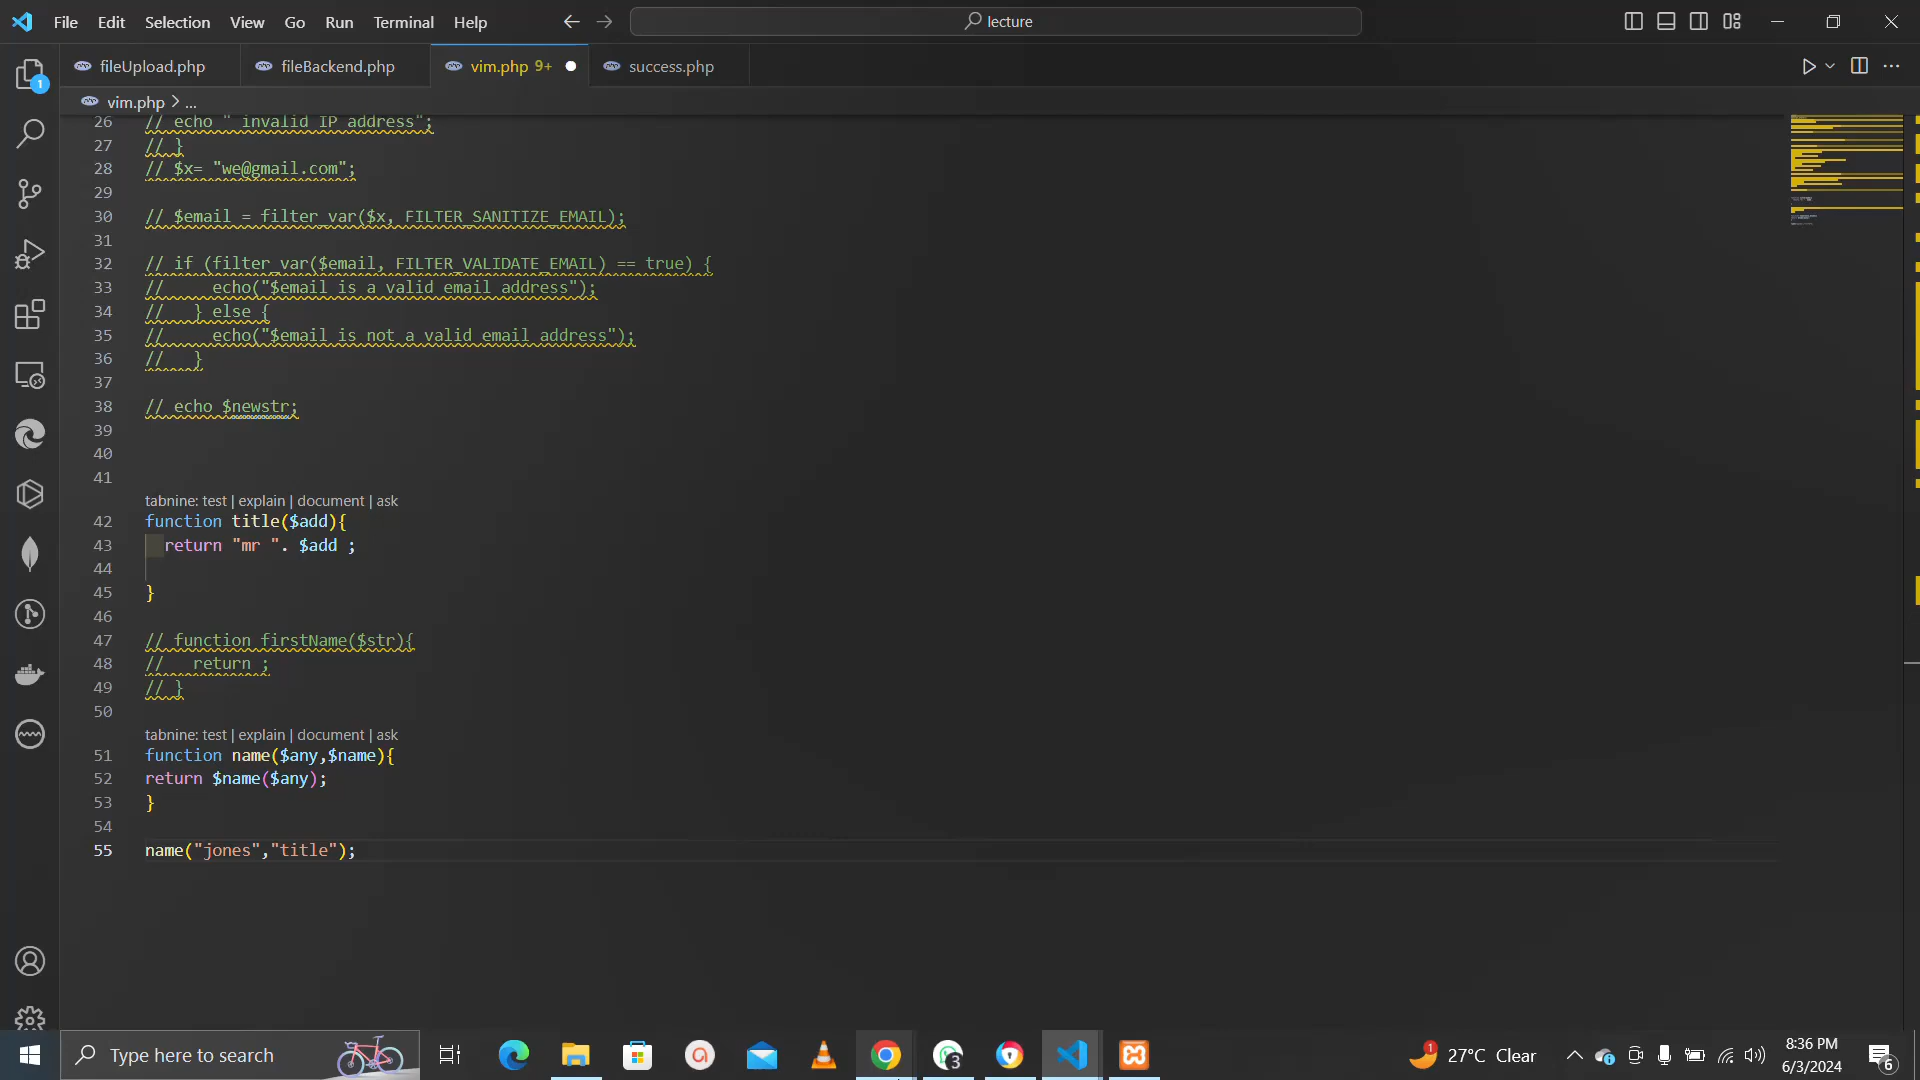 File Edit Selection View Go Run Terminal Help lecture
1
fileUpload.php fileBackend.php vim.php 9+ success.php
vim.php > ...
26 // echo " invalid IP address";
27 // }
28 // $x= "we@gmail.com";
29
30 // $email = filter_var($x, FILTER_SANITIZE_EMAIL);
31
32 // if (filter_var($email, FILTER_VALIDATE_EMAIL) == true) {
33 //     echo("$email is a valid email address");
34 //   } else {
35 //     echo("$email is not a valid email address");
36 //   }
37
38 // echo $newstr;
39
40
41
tabnine: test | explain | document | ask
42 function title($add){
43   return "mr ". $add ;
44
45 }
46
47 // function firstName($str){
48 //   return ;
49 // }
50
tabnine: test | explain | document | ask
51 function name($any,$name){
52 return $name($any);
53 }
54
55 name("jones","title");
Type here to search
3
1
27°C Clear
8:36 PM
6/3/2024
6